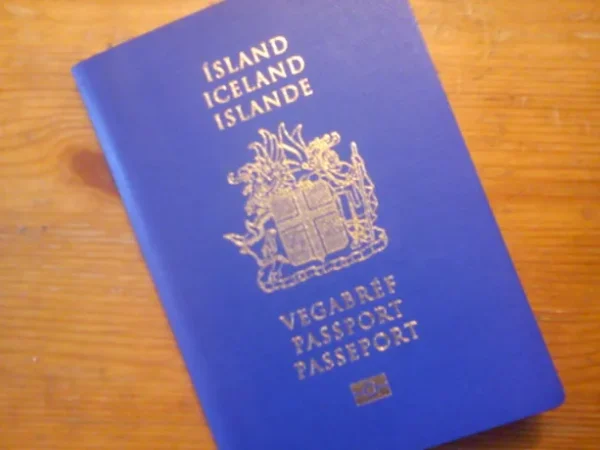 ÍSLAND
ICELAND
ISLANDE
VEGABRÉF
PASSPORT
PASSEPORT